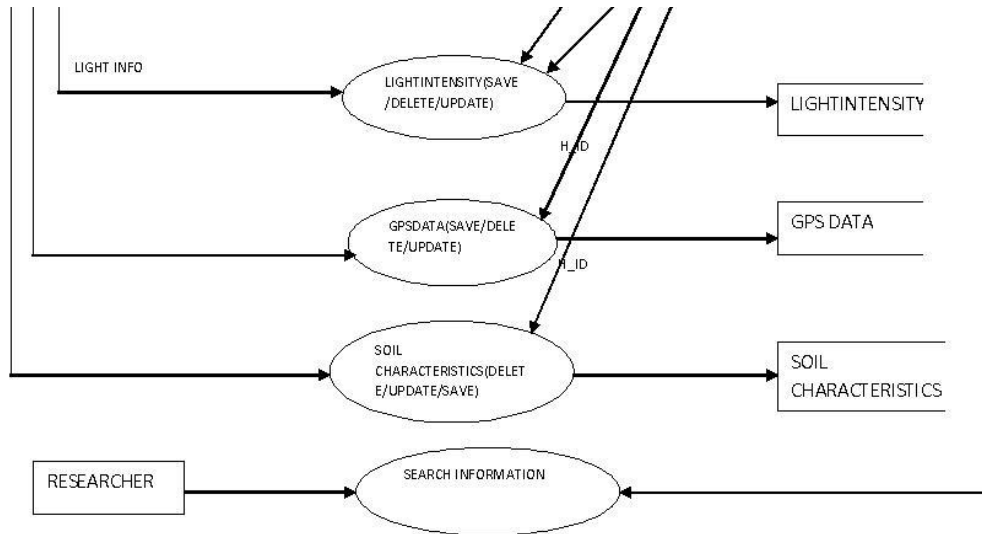 LIGHT INFO
LIGHTINTENSITY(SAVE
/DELETE/UPDATE)
LIGHTINTENSITY
H_ID
GPSDATA(SAVE/DELE
TE/UPDATE)
GPS DATA
H_ID
SOIL
CHARACTERISTICS(DELET
E/UPDATE/SAVE)
SOIL
CHARACTERISTICS
RESEARCHER
SEARCH INFORMATION